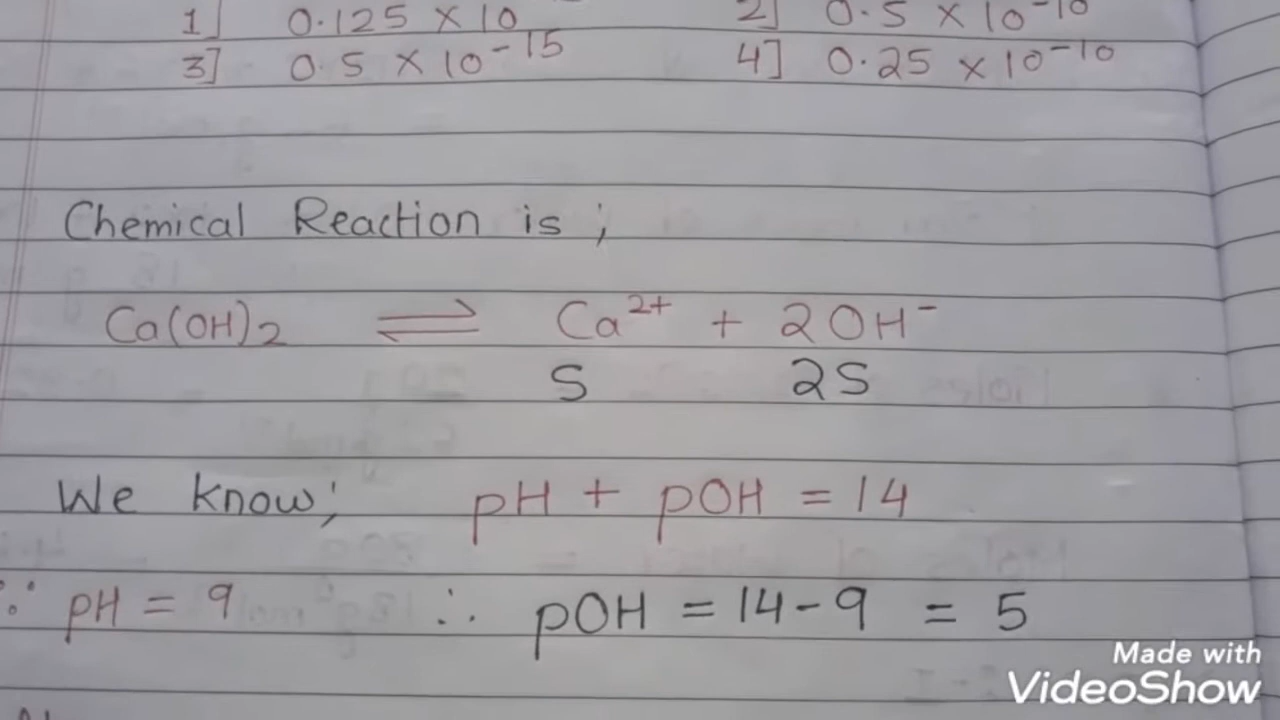 1] 0.125 × 10 2] 0.5 × 10⁻¹⁰
3] 0.5 × 10⁻¹⁵ 4] 0.25 × 10⁻¹⁰
Chemical Reaction is ;
Ca(OH)₂ ⇌ Ca²⁺ + 2OH⁻
S 2S
We know; pH + pOH = 14
∵ pH = 9 ∴ pOH = 14 - 9 = 5
Made with
VideoShow